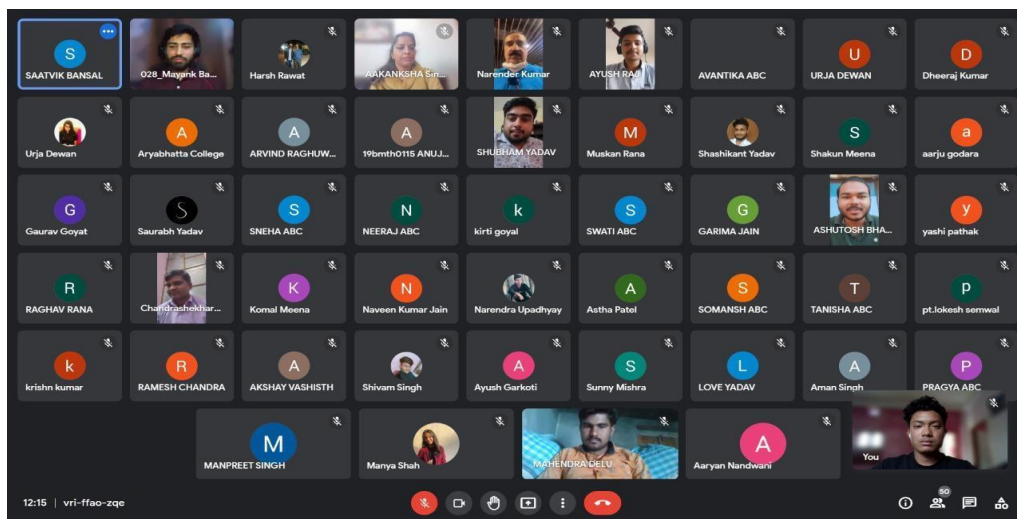 S
SAATVIK BANSAL
028_Mayank Ba...
Harsh Rawat
AAKANKSHA Sin...
Narender Kumar
AYUSH RAJ
AVANTIKA ABC
U
URJA DEWAN
D
Dheeraj Kumar
Urja Dewan
A
Aryabhatta College
A
ARVIND RAGHUW...
A
19bmth0115 ANUJ...
SHUBHAM YADAV
M
Muskan Rana
Shashikant Yadav
S
Shakun Meena
a
aarju godara
G
Gaurav Goyat
S
Saurabh Yadav
S
SNEHA ABC
N
NEERAJ ABC
k
kirti goyal
S
SWATI ABC
G
GARIMA JAIN
ASHUTOSH BHA...
y
yashi pathak
R
RAGHAV RANA
Chandrashekhar...
K
Komal Meena
N
Naveen Kumar Jain
Narendra Upadhyay
A
Astha Patel
S
SOMANSH ABC
T
TANISHA ABC
p
pt.lokesh semwal
k
krishn kumar
R
RAMESH CHANDRA
A
AKSHAY VASHISTH
Shivam Singh
A
Ayush Garkoti
S
Sunny Mishra
L
LOVE YADAV
A
Aman Singh
P
PRAGYA ABC
M
MANPREET SINGH
Manya Shah
MAHENDRA DELU
A
Aaryan Nandwani
You
12:15 | vri-ffao-zqe
50